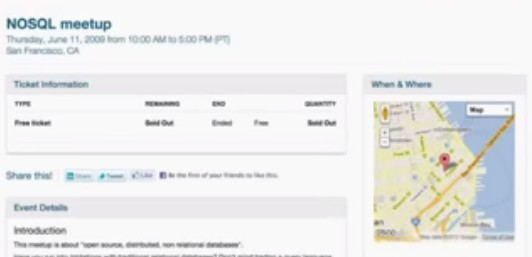 NOSQL meetup
Thursday, June 11, 2009 from 10:00 AM to 5:00 PM (PT)
San Francisco, CA
Ticket Information
TYPE REMAINING END QUANTITY
Free ticket Sold Out Ended Free Sold Out
Share this! Share Tweet Like Be the first of your friends to like this.
Event Details
Introduction
This meetup is about "open source, distributed, non relational databases".
When & Where
Map
Terms of Use